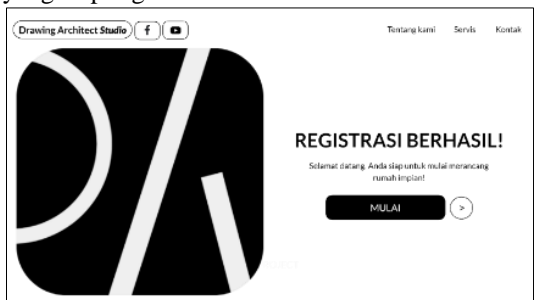 Drawing Architect Studio
Tentang kami Servis Kontak
REGISTRASI BERHASIL!
Selamat datang. Anda siap untuk mulai merancang
rumah impian!
MULAI >